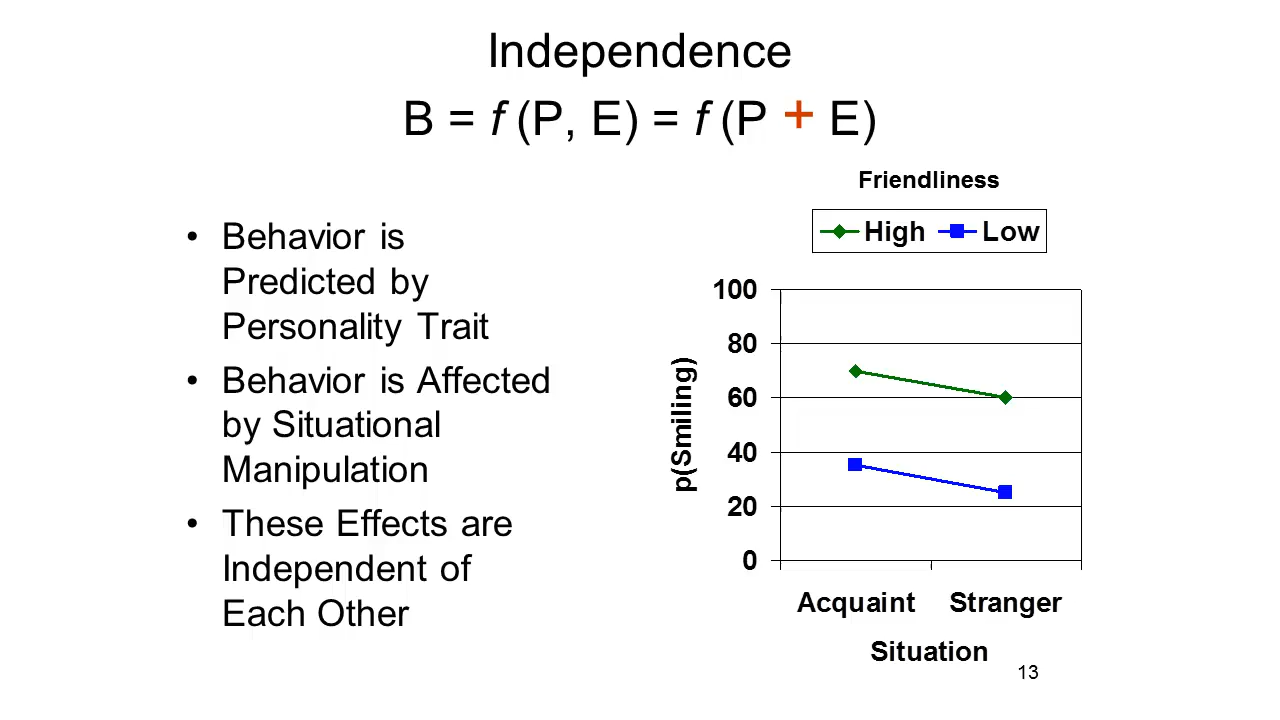 Independence
B = f (P, E) = f (P + E)
• Behavior is
Predicted by
Personality Trait
• Behavior is Affected
by Situational
Manipulation
• These Effects are
Independent of
Each Other
Friendliness
High Low
100
80
60
40
20
0
p(Smiling)
Acquaint Stranger
Situation
13